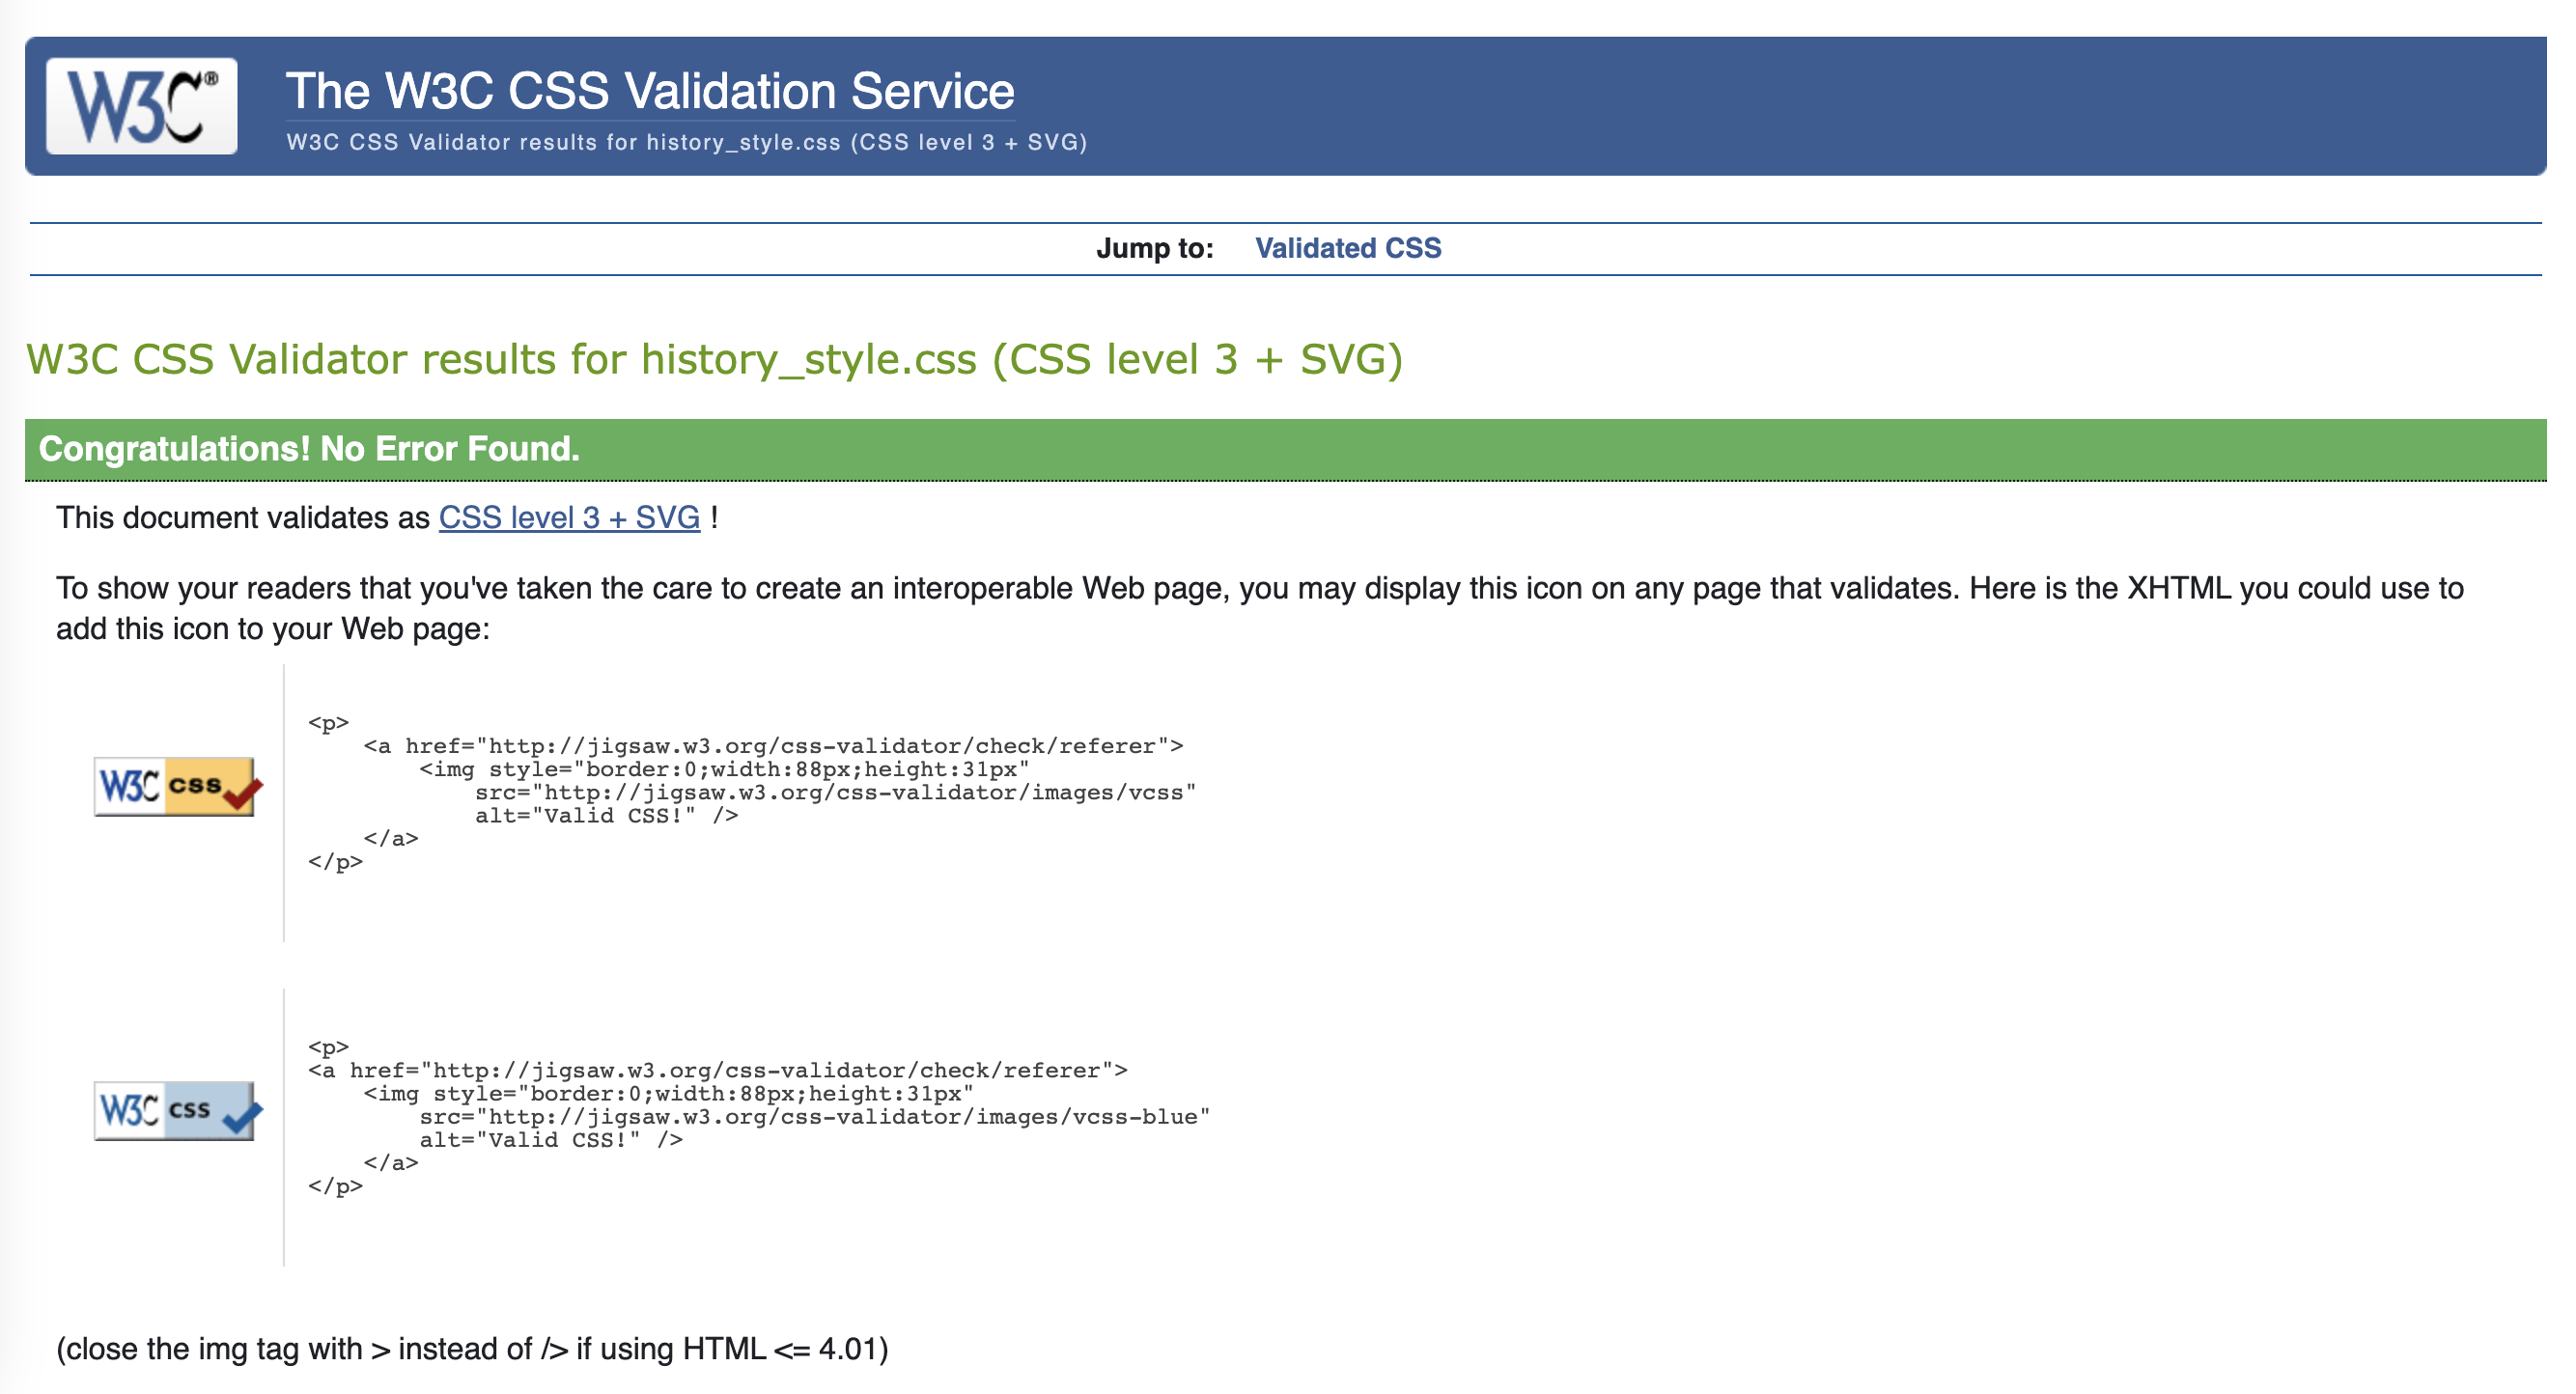 W3C®
The W3C CSS Validation Service
W3C CSS Validator results for history_style.css (CSS level 3 + SVG)
Jump to: Validated CSS
W3C CSS Validator results for history_style.css (CSS level 3 + SVG)
Congratulations! No Error Found.
This document validates as CSS level 3 + SVG !
To show your readers that you've taken the care to create an interoperable Web page, you may display this icon on any page that validates. Here is the XHTML you could use to
add this icon to your Web page:
W3C css
<p>
    <a href="http://jigsaw.w3.org/css-validator/check/referer">
        <img style="border:0;width:88px;height:31px"
            src="http://jigsaw.w3.org/css-validator/images/vcss"
            alt="Valid CSS!" />
    </a>
</p>
W3C css
<p>
<a href="http://jigsaw.w3.org/css-validator/check/referer">
    <img style="border:0;width:88px;height:31px"
        src="http://jigsaw.w3.org/css-validator/images/vcss-blue"
        alt="Valid CSS!" />
    </a>
</p>
(close the img tag with > instead of /> if using HTML <= 4.01)